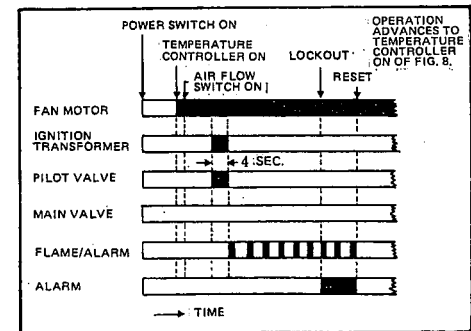 POWER SWITCH ON
TEMPERATURE
CONTROLLER ON
AIR FLOW
SWITCH ON
LOCKOUT
OPERATION
ADVANCES TO
TEMPERATURE
CONTROLLER
ON OF FIG. 8.
RESET
FAN MOTOR
IGNITION
TRANSFORMER
4 SEC.
PILOT VALVE
MAIN VALVE
FLAME/ALARM
ALARM
TIME